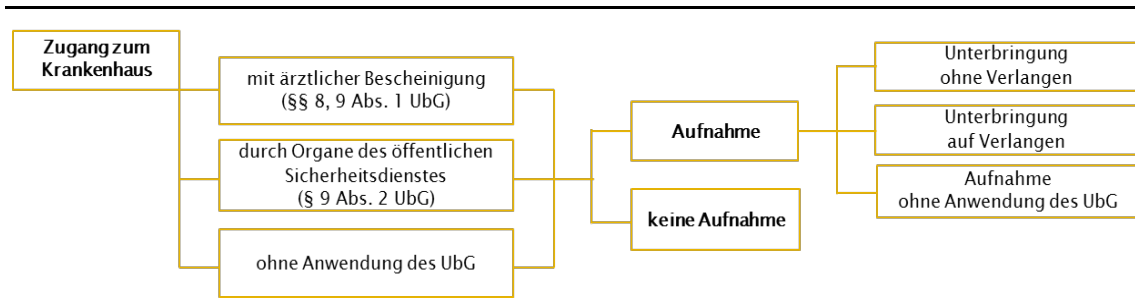 Zugang zum
Krankenhaus
mit ärztlicher Bescheinigung
(§§ 8, 9 Abs. 1 UbG)
durch Organe des öffentlichen
Sicherheitsdienstes
(§ 9 Abs. 2 UbG)
ohne Anwendung des UbG
Aufnahme
keine Aufnahme
Unterbringung
ohne Verlangen
Unterbringung
auf Verlangen
Aufnahme
ohne Anwendung des UbG